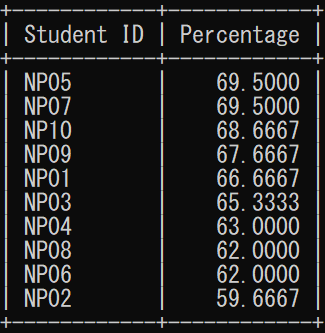 Student ID | Percentage
NP05 | 69.5000
NP07 | 69.5000
NP10 | 68.6667
NP09 | 67.6667
NP01 | 66.6667
NP03 | 65.3333
NP04 | 63.0000
NP08 | 62.0000
NP06 | 62.0000
NP02 | 59.6667